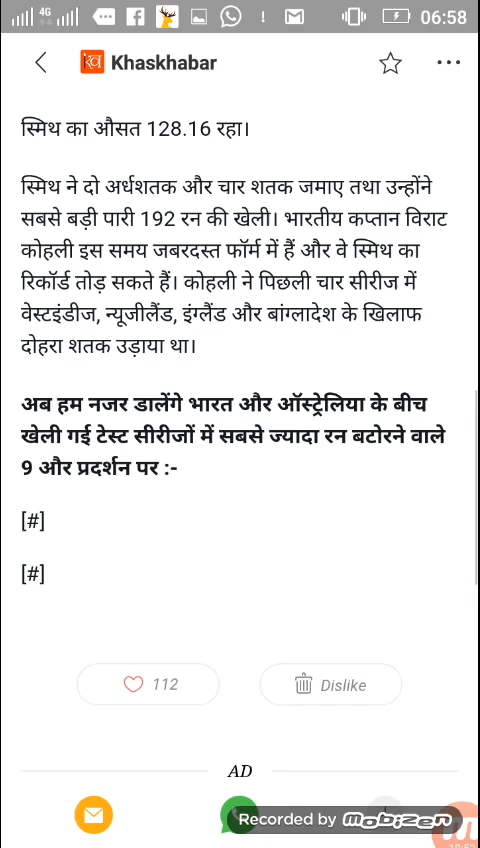 4G 06:58
ख Khaskhabar
स्मिथ का औसत 128.16 रहा।
स्मिथ ने दो अर्धशतक और चार शतक जमाए तथा उन्होंने
सबसे बड़ी पारी 192 रन की खेली। भारतीय कप्तान विराट
कोहली इस समय जबरदस्त फॉर्म में हैं और वे स्मिथ का
रिकॉर्ड तोड़ सकते हैं। कोहली ने पिछली चार सीरीज में
वेस्टइंडीज, न्यूजीलैंड, इंग्लैंड और बांग्लादेश के खिलाफ
दोहरा शतक उड़ाया था।
अब हम नजर डालेंगे भारत और ऑस्ट्रेलिया के बीच
खेली गई टेस्ट सीरीजों में सबसे ज्यादा रन बटोरने वाले
9 और प्रदर्शन पर :-
[#]
[#]
112 Dislike
AD
Recorded by Mobizen